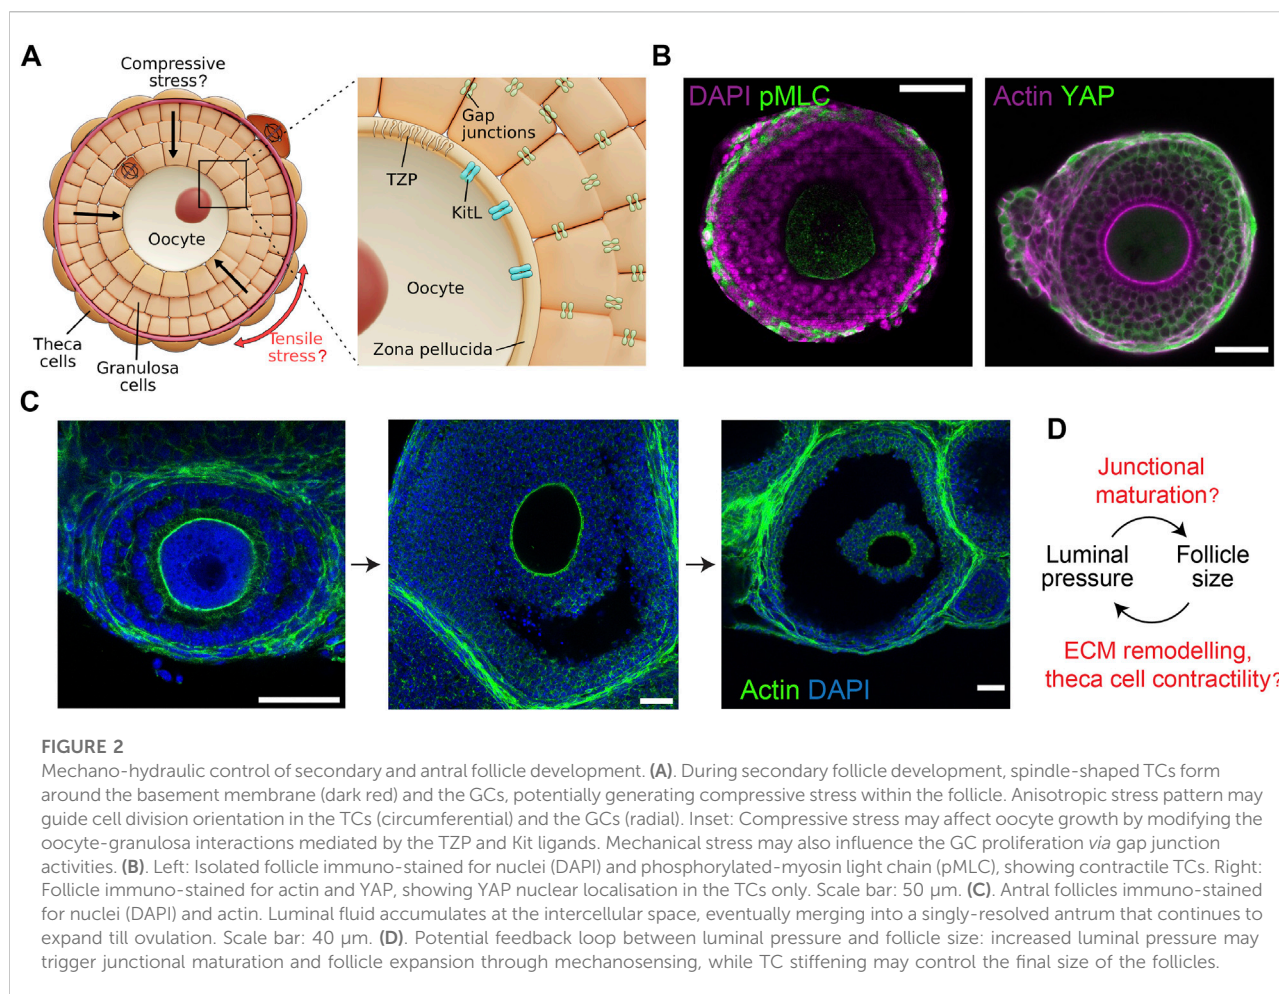 A
Compressive
stress?
Oocyte
Tensile
stress?
Theca
cells
Granulosa
cells
Gap
junctions
TZP
KitL
Oocyte
Zona pellucida
B
DAPI pMLC
Actin YAP
C
Actin DAPI
D
Junctional
maturation?
Luminal
pressure
Follicle
size
ECM remodelling,
theca cell contractility?
FIGURE 2
Mechano-hydraulic control of secondary and antral follicle development. (A). During secondary follicle development, spindle-shaped TCs form
around the basement membrane (dark red) and the GCs, potentially generating compressive stress within the follicle. Anisotropic stress pattern may
guide cell division orientation in the TCs (circumferential) and the GCs (radial). Inset: Compressive stress may affect oocyte growth by modifying the
oocyte-granulosa interactions mediated by the TZP and Kit ligands. Mechanical stress may also influence the GC proliferation via gap junction
activities. (B). Left: Isolated follicle immuno-stained for nuclei (DAPI) and phosphorylated-myosin light chain (pMLC), showing contractile TCs. Right:
Follicle immuno-stained for actin and YAP, showing YAP nuclear localisation in the TCs only. Scale bar: 50 µm. (C). Antral follicles immuno-stained
for nuclei (DAPI) and actin. Luminal fluid accumulates at the intercellular space, eventually merging into a singly-resolved antrum that continues to
expand till ovulation. Scale bar: 40 µm. (D). Potential feedback loop between luminal pressure and follicle size: increased luminal pressure may
trigger junctional maturation and follicle expansion through mechanosensing, while TC stiffening may control the final size of the follicles.